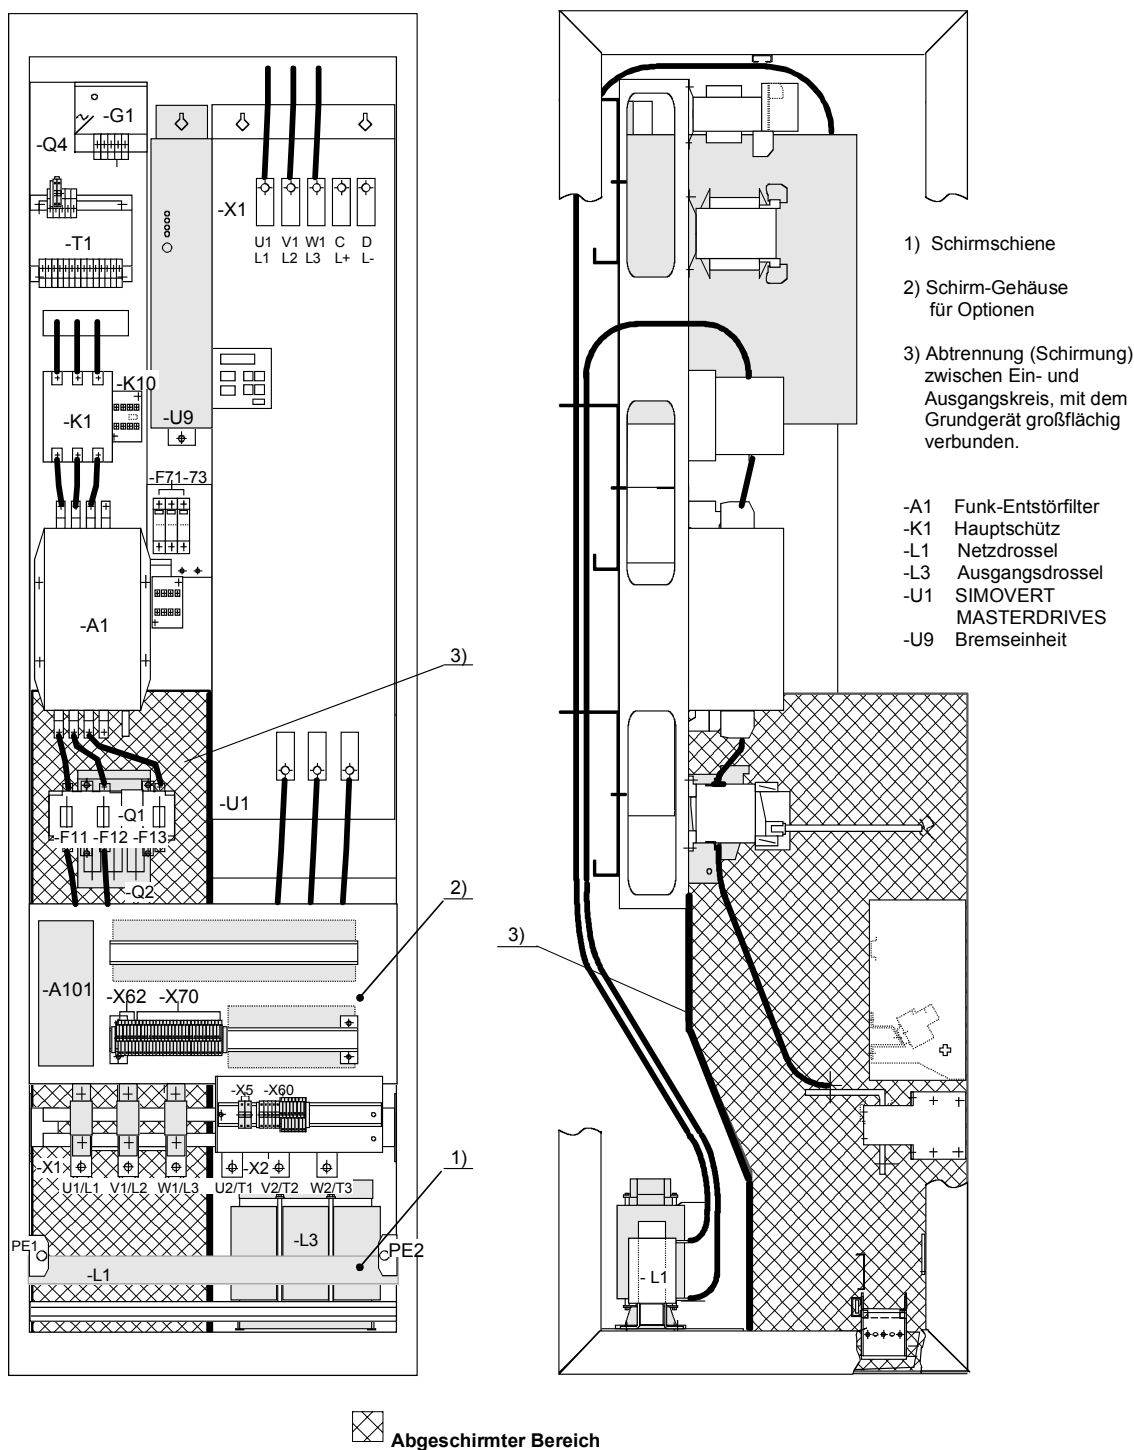 -G1
-Q4
-X1
-T1
U1 V1 W1 C D
L1 L2 L3 L+ L-
-K10
-K1
-U9
-F71-73
-A1
3)
-U1
-Q1
-F11 -F12 -F13
-Q2
2)
-A101
-X62 -X70
-X5 -X60
-X1 -X2
U1/L1 V1/L2 W1/L3 U2/T1 V2/T2 W2/T3
1)
PE1 PE2
-L3
-L1
3)
- L1
1) Schirmschiene
2) Schirm-Gehäuse
für Optionen
3) Abtrennung (Schirmung)
zwischen Ein- und
Ausgangskreis, mit dem
Grundgerät großflächig
verbunden.
-A1 Funk-Entstörfilter
-K1 Hauptschütz
-L1 Netzdrossel
-L3 Ausgangsdrossel
-U1 SIMOVERT
MASTERDRIVES
-U9 Bremseinheit
Abgeschirmter Bereich